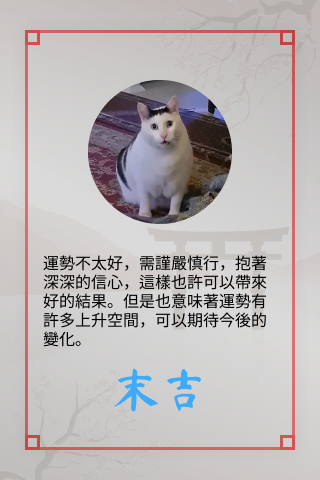 運勢不太好，需謹嚴慎行，抱著
深深的信心，這樣也許可以帶來
好的結果。但是也意味著運勢有
許多上升空間，可以期待今後的
變化。
末吉